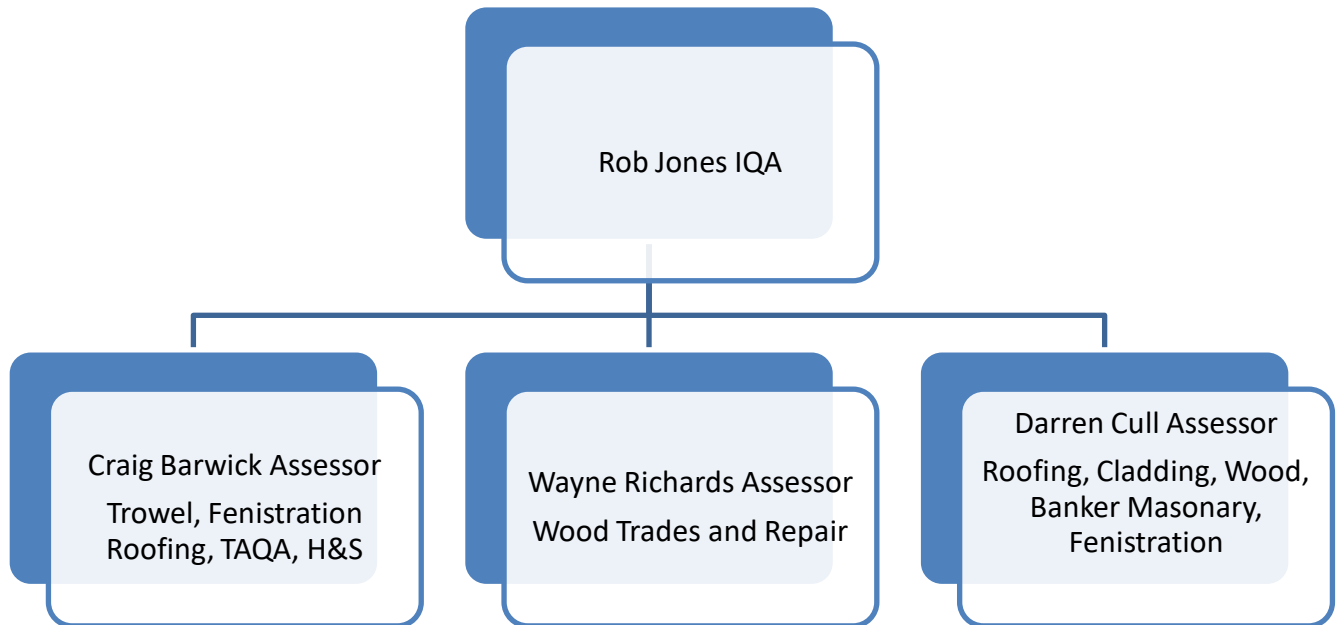 Rob Jones IQA
Craig Barwick Assessor
Trowel, Fenistration
Roofing, TAQA, H&S
Wayne Richards Assessor
Wood Trades and Repair
Darren Cull Assessor
Roofing, Cladding, Wood,
Banker Masonary,
Fenistration